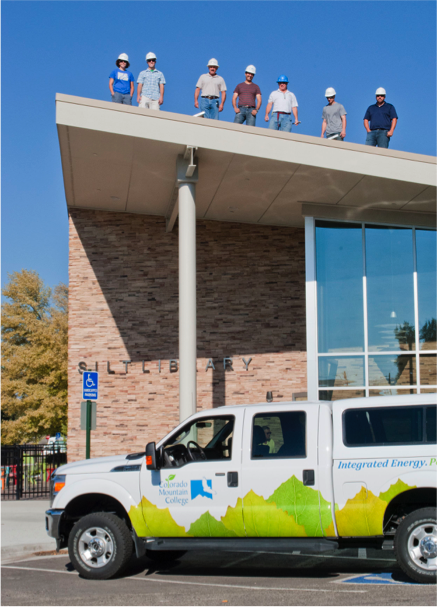 SILT LIBRARY
Colorado
Mountain
College
Integrated Energy. P